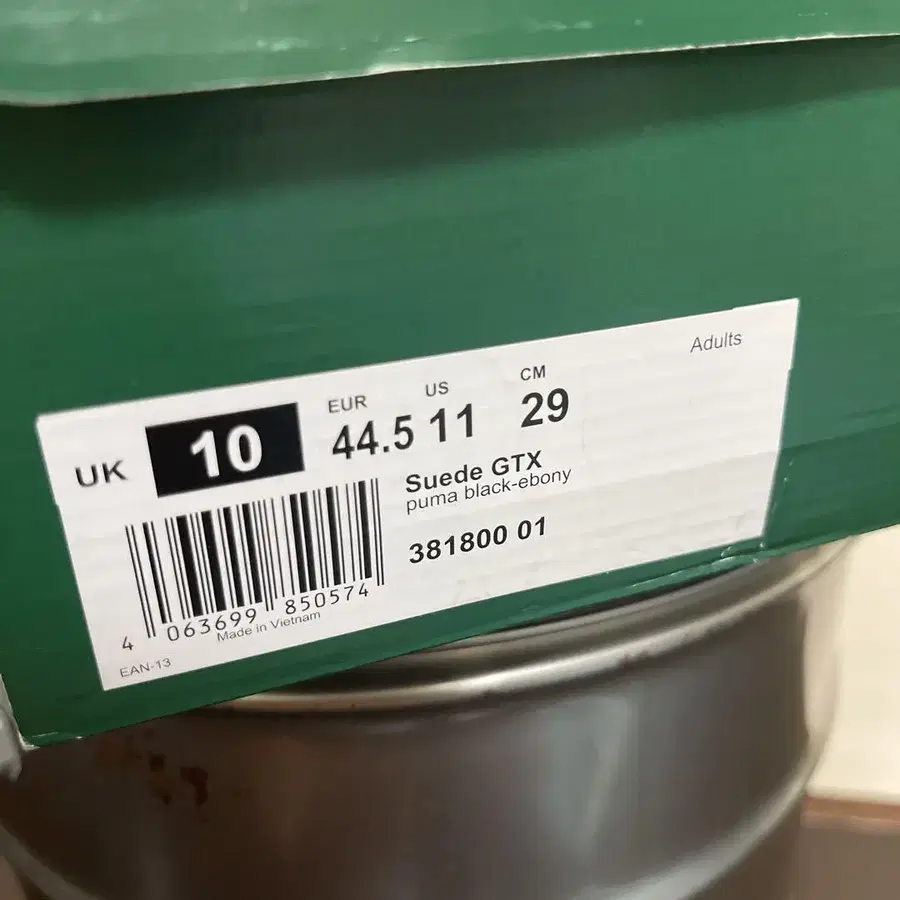 Adults
UK 10 EUR 44.5 US 11 CM 29
Suede GTX
puma black-ebony
381800 01
4 063699 850574
Made in Vietnam
EAN-13